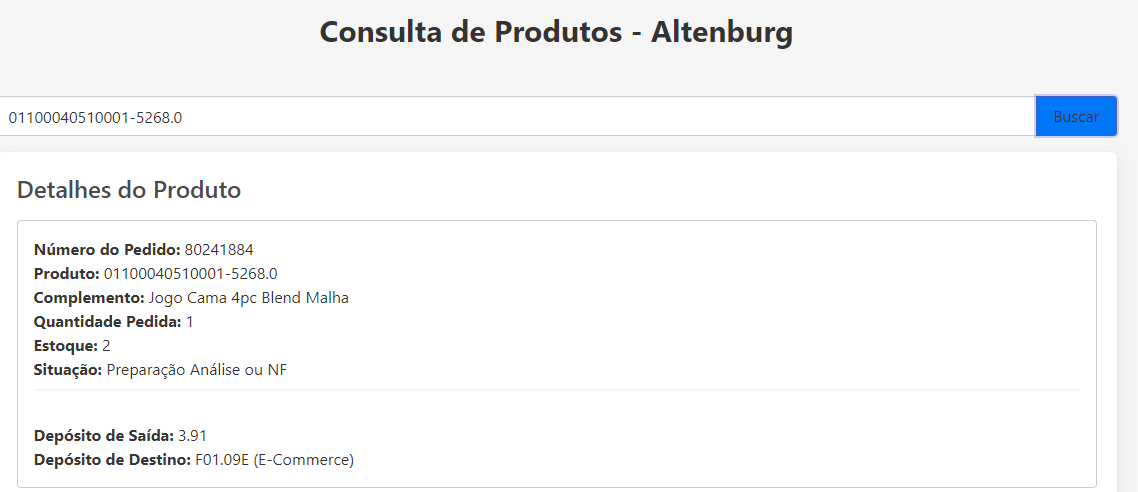 Consulta de Produtos - Altenburg
01100040510001-5268.0
Buscar
Detalhes do Produto
Número do Pedido: 80241884
Produto: 01100040510001-5268.0
Complemento: Jogo Cama 4pc Blend Malha
Quantidade Pedida: 1
Estoque: 2
Situação: Preparação Análise ou NF
Depósito de Saída: 3.91
Depósito de Destino: F01.09E (E-Commerce)